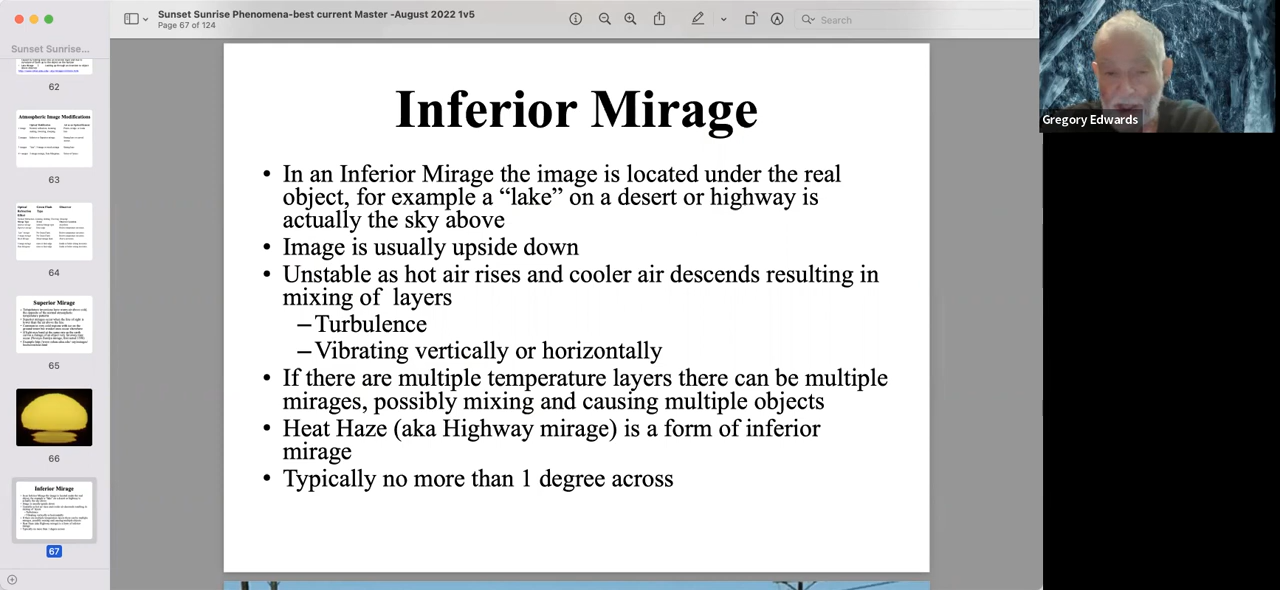 Sunset Sunrise Phenomena-best current Master -August 2022 1v5
Page 67 of 124
Search
Sunset Sunrise...
62
Atmospheric Image Modifications
63
64
Superior Mirage
65
66
Inferior Mirage
67
Inferior Mirage
• In an Inferior Mirage the image is located under the real
object, for example a “lake” on a desert or highway is
actually the sky above
• Image is usually upside down
• Unstable as hot air rises and cooler air descends resulting in
mixing of layers
–Turbulence
–Vibrating vertically or horizontally
• If there are multiple temperature layers there can be multiple
mirages, possibly mixing and causing multiple objects
• Heat Haze (aka Highway mirage) is a form of inferior
mirage
• Typically no more than 1 degree across
Gregory Edwards